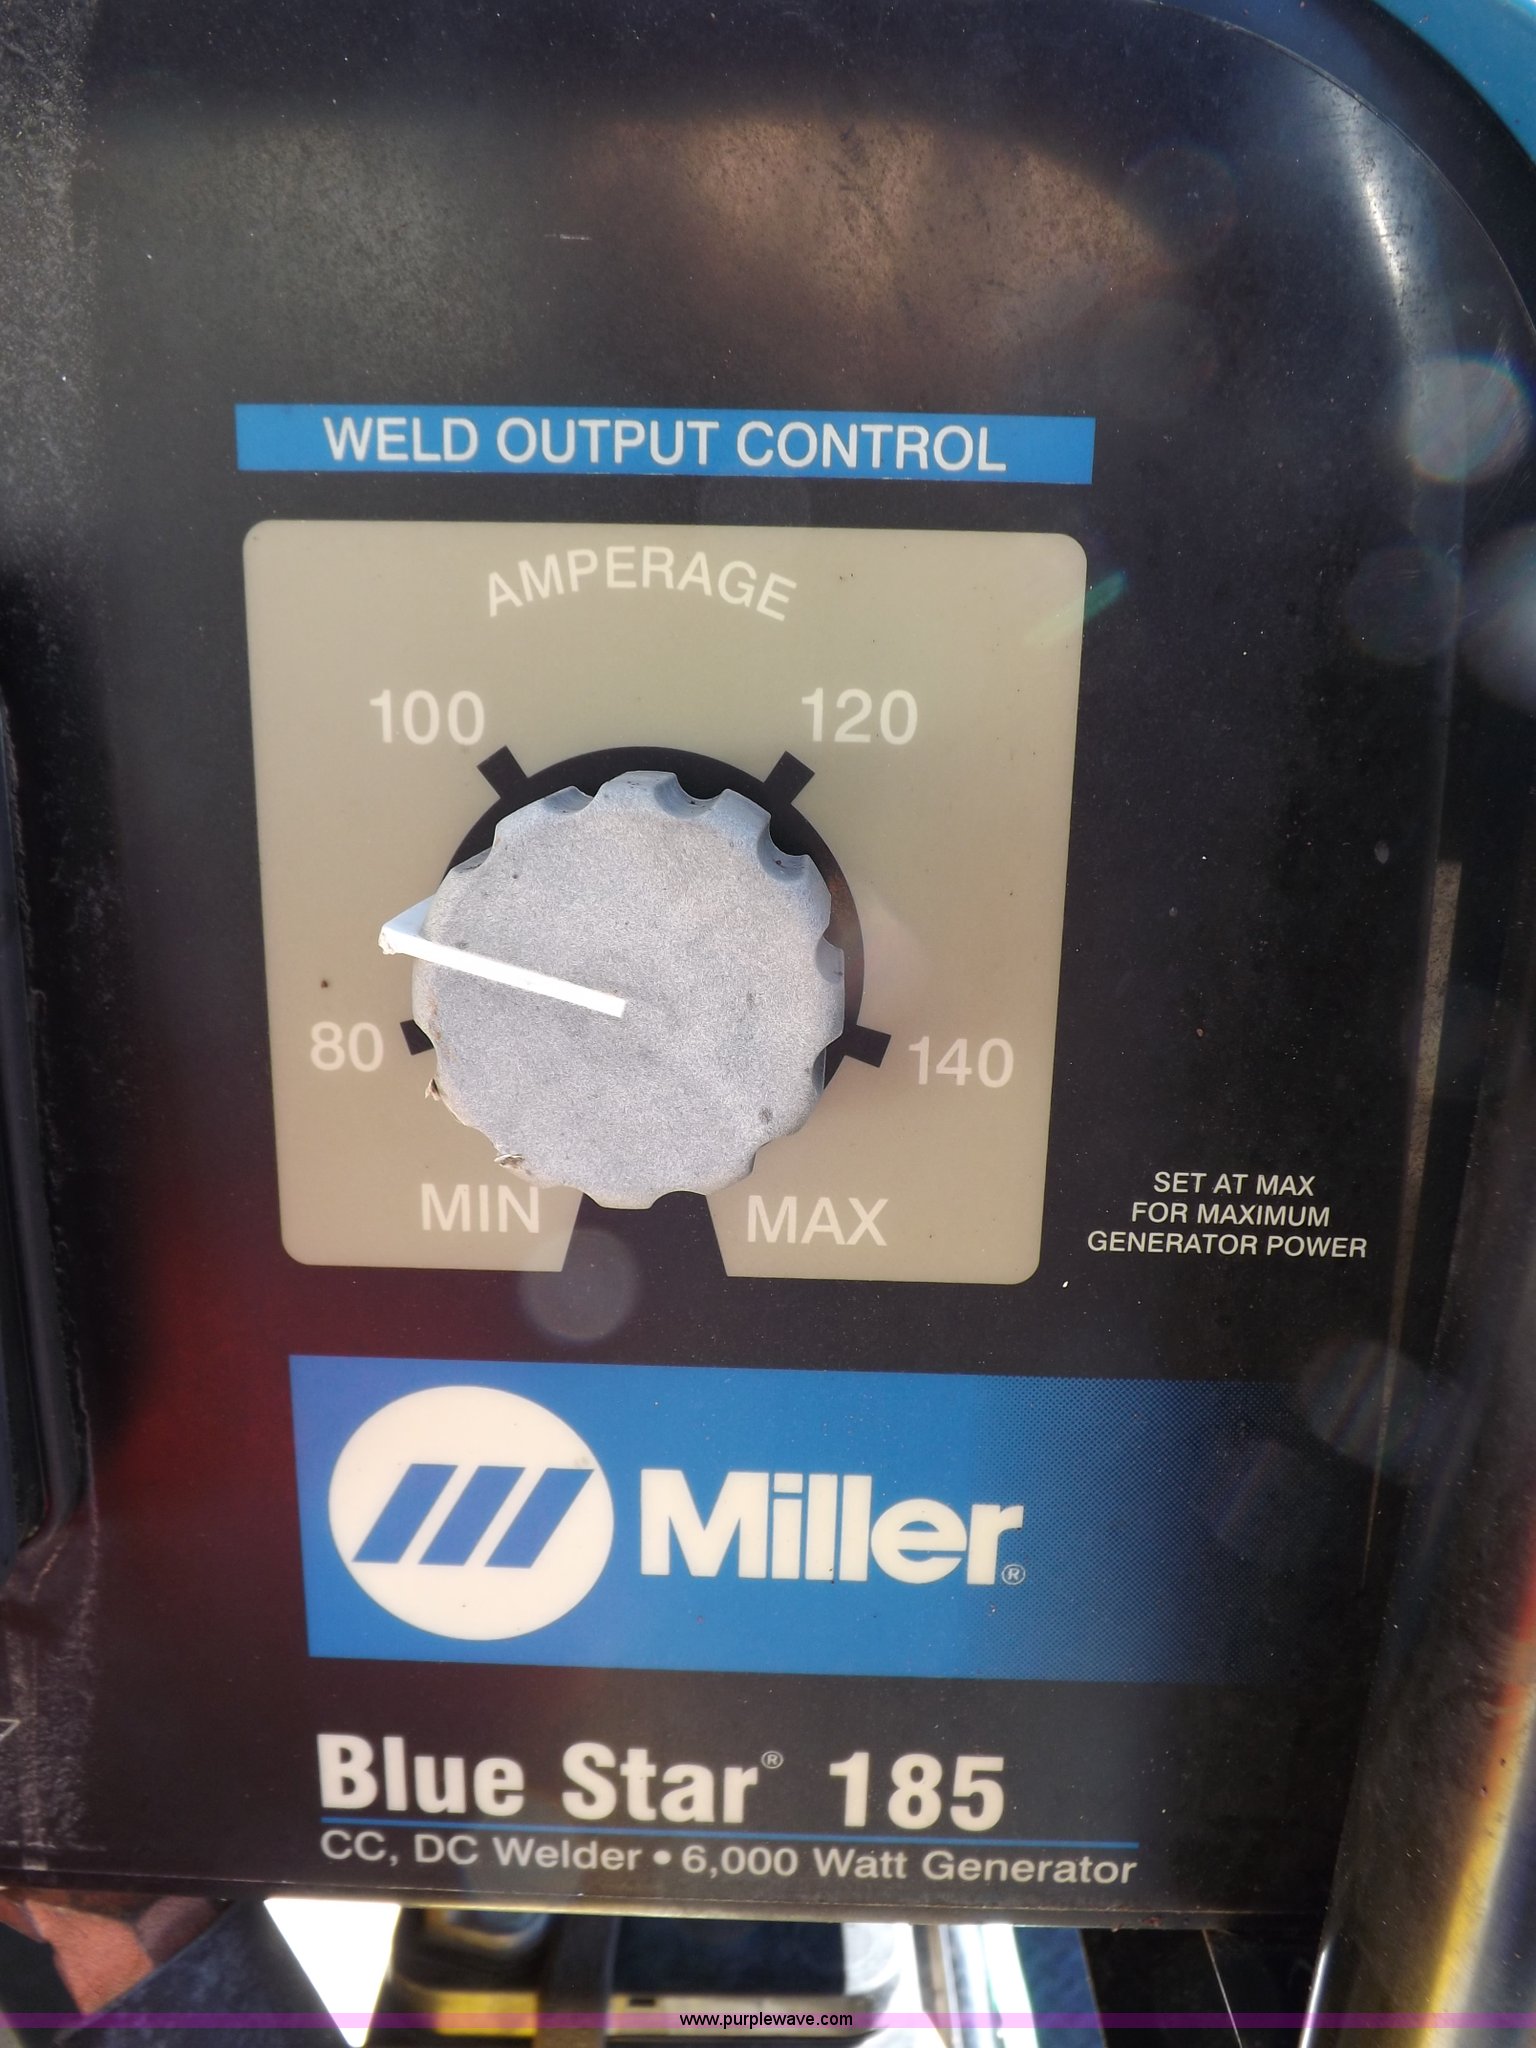 WELD OUTPUT CONTROL
AMPERAGE
100 120
80 140
MIN MAX
SET AT MAX
FOR MAXIMUM
GENERATOR POWER
Miller®
Blue Star® 185
CC, DC Welder • 6,000 Watt Generator
www.purplewave.com